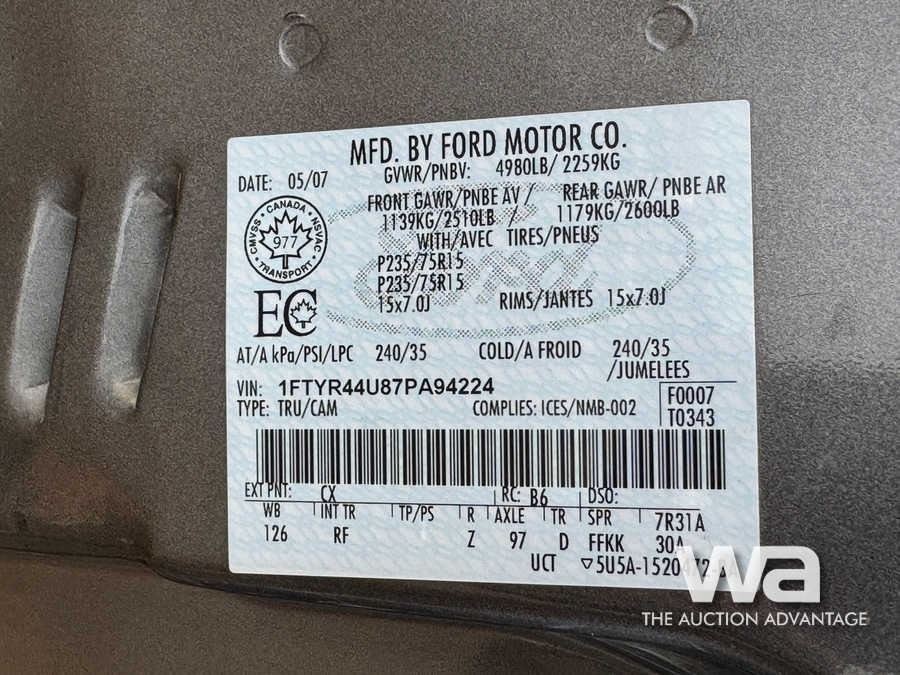 MFD. BY FORD MOTOR CO.
DATE: 05/07
GVWR/PNBV: 4980LB/ 2259KG
FRONT GAWR/PNBE AV / REAR GAWR/ PNBE AR
1139KG/2510LB / 1179KG/2600LB
WITH/AVEC TIRES/PNEUS
P235/75R15
P235/75R15
15x7.0J RIMS/JANTES 15x7.0J
CMVSS · CANADA · NSVAC
977
TRANSPORT
EC
AT/A kPa/PSI/LPC 240/35 COLD/A FROID 240/35
/JUMELEES
VIN: 1FTYR44U87PA94224
TYPE: TRU/CAM COMPLIES: ICES/NMB-002
F0007
T0343
EXT PNT: CX RC: B6 DSO:
WB INT TR TP/PS R AXLE TR SPR 7R31A
126 RF Z 97 D FFKK 30A
UCT ▽5U5A-1520472
Ford
wa
THE AUCTION ADVANTAGE